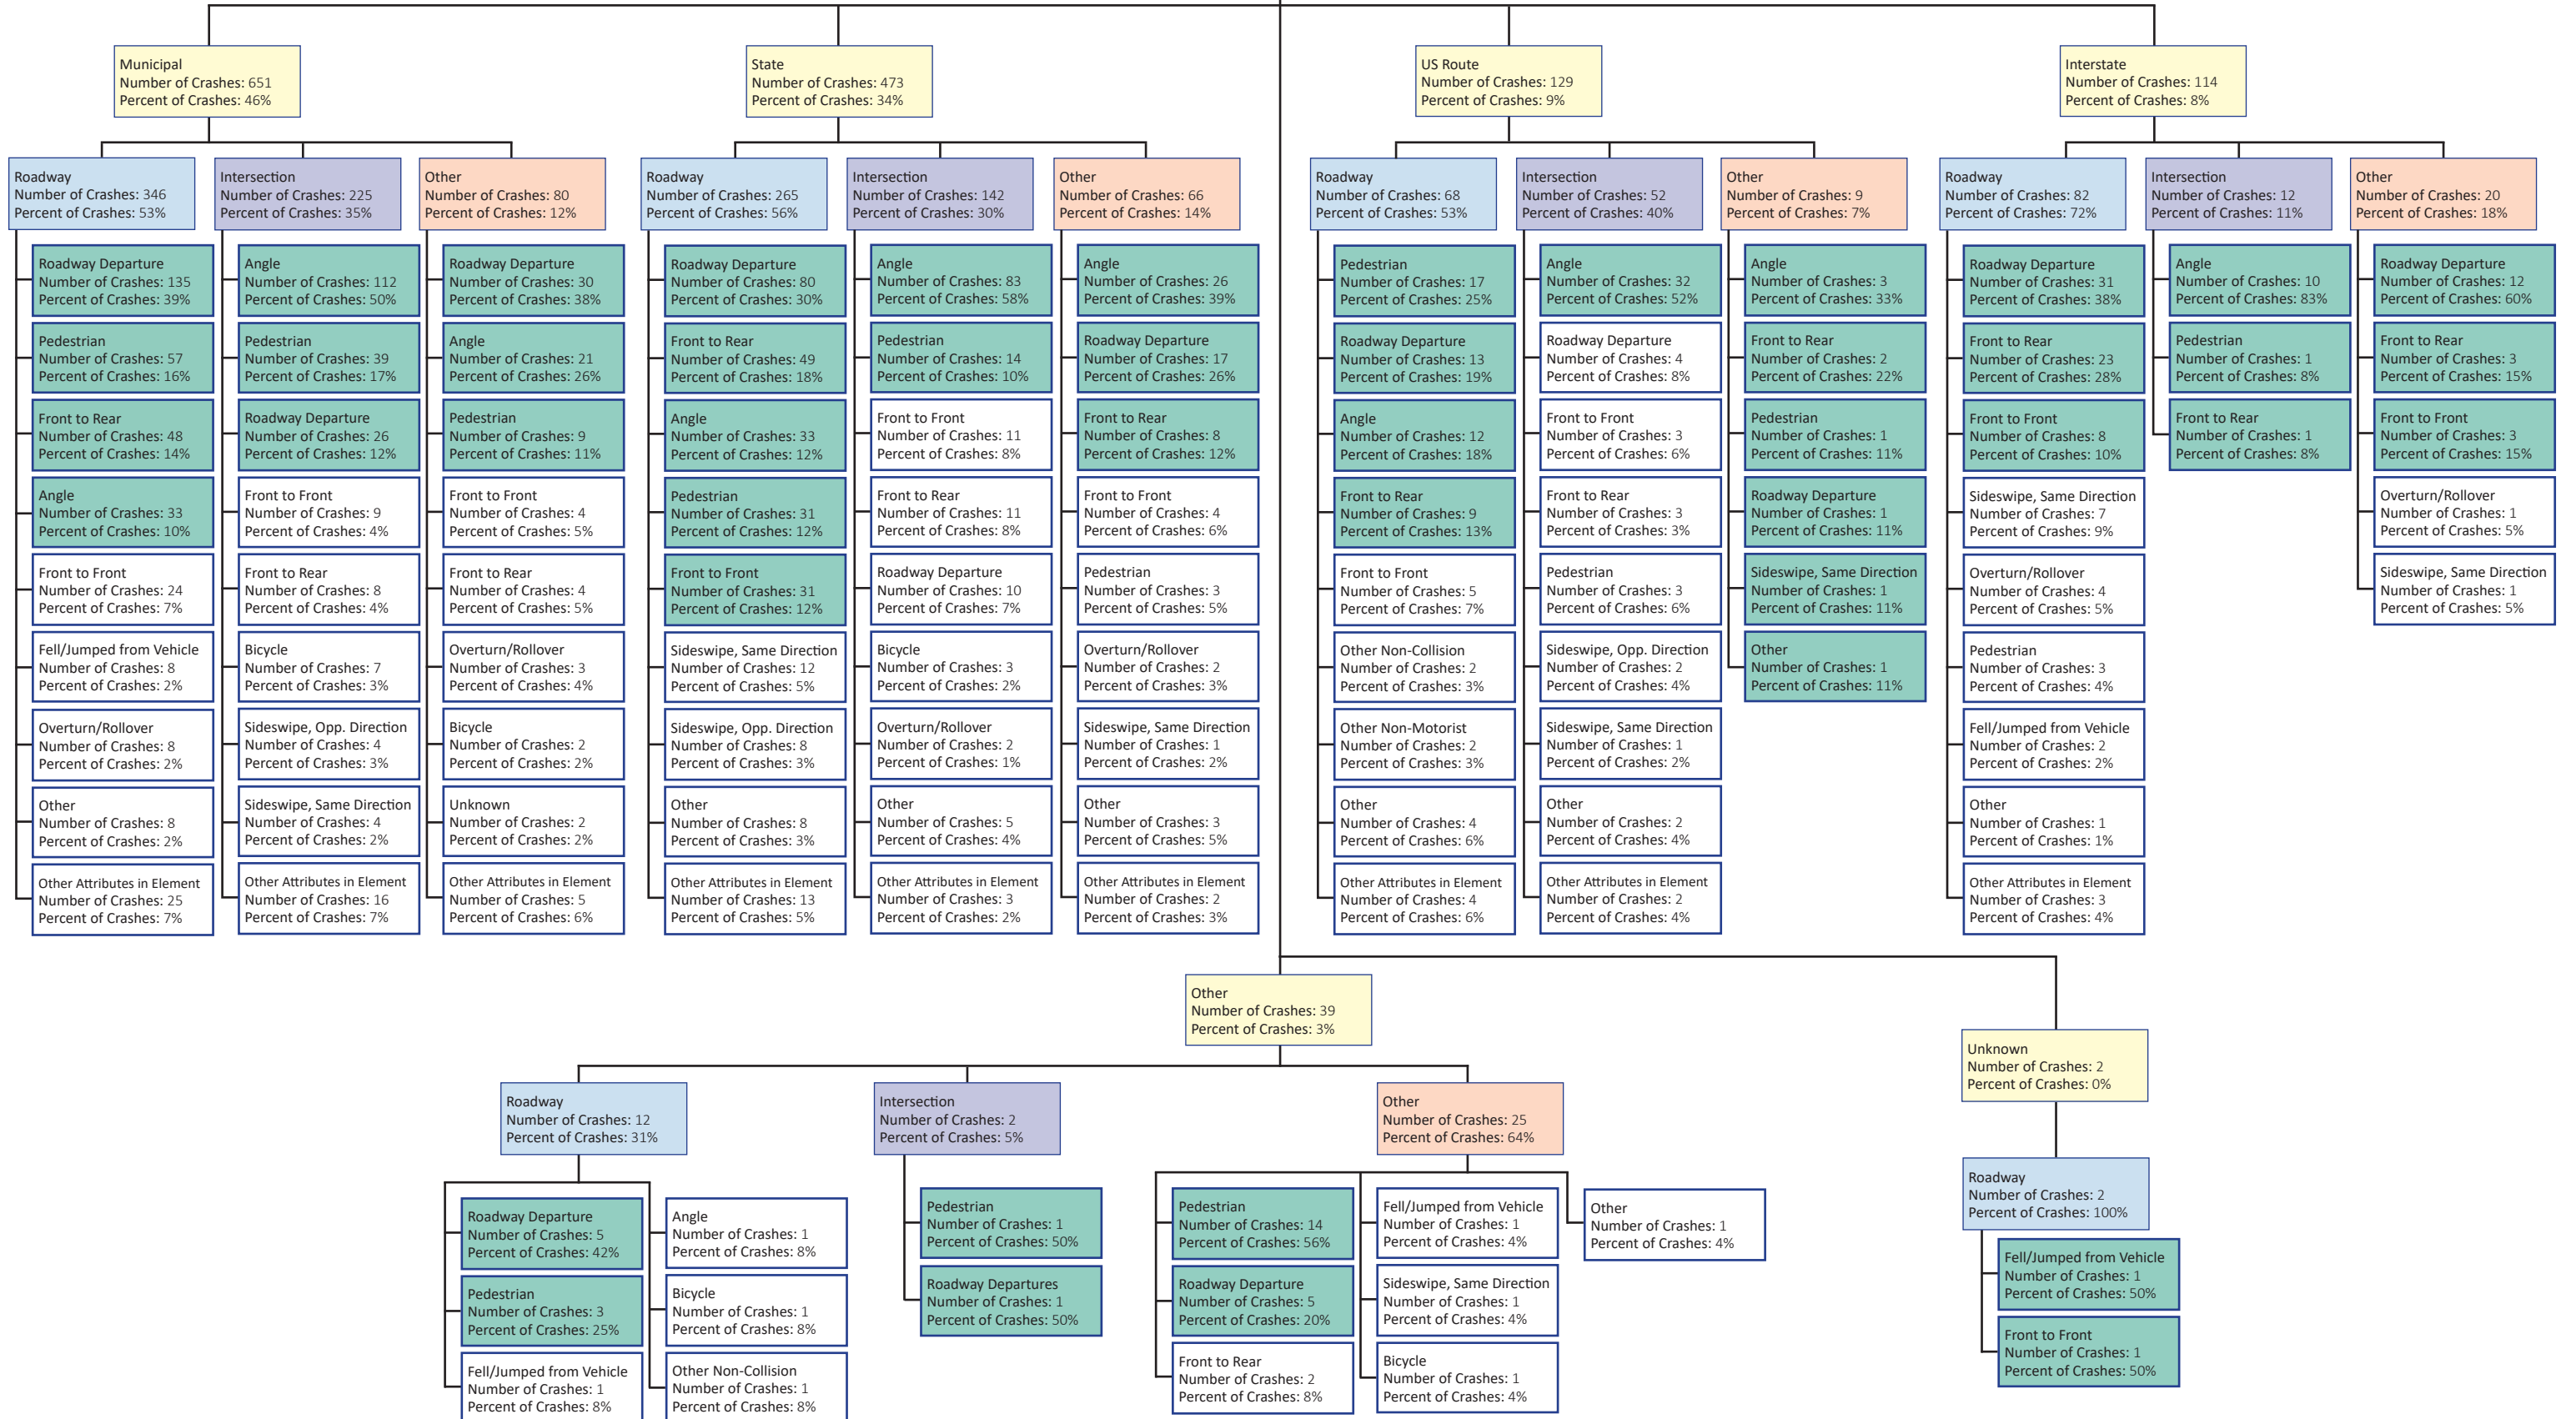 Municipal
Number of Crashes: 651
Percent of Crashes: 46%
State
Number of Crashes: 473
Percent of Crashes: 34%
US Route
Number of Crashes: 129
Percent of Crashes: 9%
Interstate
Number of Crashes: 114
Percent of Crashes: 8%
Roadway
Number of Crashes: 346
Percent of Crashes: 53%
Roadway Departure
Number of Crashes: 135
Percent of Crashes: 39%
Pedestrian
Number of Crashes: 57
Percent of Crashes: 16%
Front to Rear
Number of Crashes: 48
Percent of Crashes: 14%
Angle
Number of Crashes: 33
Percent of Crashes: 10%
Front to Front
Number of Crashes: 24
Percent of Crashes: 7%
Fell/Jumped from Vehicle
Number of Crashes: 8
Percent of Crashes: 2%
Overturn/Rollover
Number of Crashes: 8
Percent of Crashes: 2%
Other
Number of Crashes: 8
Percent of Crashes: 2%
Other Attributes in Element
Number of Crashes: 25
Percent of Crashes: 7%
Intersection
Number of Crashes: 225
Percent of Crashes: 35%
Angle
Number of Crashes: 112
Percent of Crashes: 50%
Pedestrian
Number of Crashes: 39
Percent of Crashes: 17%
Roadway Departure
Number of Crashes: 26
Percent of Crashes: 12%
Front to Front
Number of Crashes: 9
Percent of Crashes: 4%
Front to Rear
Number of Crashes: 8
Percent of Crashes: 4%
Bicycle
Number of Crashes: 7
Percent of Crashes: 3%
Sideswipe, Opp. Direction
Number of Crashes: 4
Percent of Crashes: 3%
Sideswipe, Same Direction
Number of Crashes: 4
Percent of Crashes: 2%
Other Attributes in Element
Number of Crashes: 16
Percent of Crashes: 7%
Other
Number of Crashes: 80
Percent of Crashes: 12%
Roadway Departure
Number of Crashes: 30
Percent of Crashes: 38%
Angle
Number of Crashes: 21
Percent of Crashes: 26%
Pedestrian
Number of Crashes: 9
Percent of Crashes: 11%
Front to Front
Number of Crashes: 4
Percent of Crashes: 5%
Front to Rear
Number of Crashes: 4
Percent of Crashes: 5%
Overturn/Rollover
Number of Crashes: 3
Percent of Crashes: 4%
Bicycle
Number of Crashes: 2
Percent of Crashes: 2%
Unknown
Number of Crashes: 2
Percent of Crashes: 2%
Other Attributes in Element
Number of Crashes: 5
Percent of Crashes: 6%
Roadway
Number of Crashes: 265
Percent of Crashes: 56%
Roadway Departure
Number of Crashes: 80
Percent of Crashes: 30%
Front to Rear
Number of Crashes: 49
Percent of Crashes: 18%
Angle
Number of Crashes: 33
Percent of Crashes: 12%
Pedestrian
Number of Crashes: 31
Percent of Crashes: 12%
Front to Front
Number of Crashes: 31
Percent of Crashes: 12%
Sideswipe, Same Direction
Number of Crashes: 12
Percent of Crashes: 5%
Sideswipe, Opp. Direction
Number of Crashes: 8
Percent of Crashes: 3%
Other
Number of Crashes: 8
Percent of Crashes: 3%
Other Attributes in Element
Number of Crashes: 13
Percent of Crashes: 5%
Intersection
Number of Crashes: 142
Percent of Crashes: 30%
Angle
Number of Crashes: 83
Percent of Crashes: 58%
Pedestrian
Number of Crashes: 14
Percent of Crashes: 10%
Front to Front
Number of Crashes: 11
Percent of Crashes: 8%
Front to Rear
Number of Crashes: 11
Percent of Crashes: 8%
Roadway Departure
Number of Crashes: 10
Percent of Crashes: 7%
Bicycle
Number of Crashes: 3
Percent of Crashes: 2%
Overturn/Rollover
Number of Crashes: 2
Percent of Crashes: 1%
Other
Number of Crashes: 5
Percent of Crashes: 4%
Other Attributes in Element
Number of Crashes: 3
Percent of Crashes: 2%
Other
Number of Crashes: 66
Percent of Crashes: 14%
Angle
Number of Crashes: 26
Percent of Crashes: 39%
Roadway Departure
Number of Crashes: 17
Percent of Crashes: 26%
Front to Rear
Number of Crashes: 8
Percent of Crashes: 12%
Front to Front
Number of Crashes: 4
Percent of Crashes: 6%
Pedestrian
Number of Crashes: 3
Percent of Crashes: 5%
Overturn/Rollover
Number of Crashes: 2
Percent of Crashes: 3%
Sideswipe, Same Direction
Number of Crashes: 1
Percent of Crashes: 2%
Other
Number of Crashes: 3
Percent of Crashes: 5%
Other Attributes in Element
Number of Crashes: 2
Percent of Crashes: 3%
Roadway
Number of Crashes: 68
Percent of Crashes: 53%
Pedestrian
Number of Crashes: 17
Percent of Crashes: 25%
Roadway Departure
Number of Crashes: 13
Percent of Crashes: 19%
Angle
Number of Crashes: 12
Percent of Crashes: 18%
Front to Rear
Number of Crashes: 9
Percent of Crashes: 13%
Front to Front
Number of Crashes: 5
Percent of Crashes: 7%
Other Non-Collision
Number of Crashes: 2
Percent of Crashes: 3%
Other Non-Motorist
Number of Crashes: 2
Percent of Crashes: 3%
Other
Number of Crashes: 4
Percent of Crashes: 6%
Other Attributes in Element
Number of Crashes: 4
Percent of Crashes: 6%
Intersection
Number of Crashes: 52
Percent of Crashes: 40%
Angle
Number of Crashes: 32
Percent of Crashes: 52%
Roadway Departure
Number of Crashes: 4
Percent of Crashes: 8%
Front to Front
Number of Crashes: 3
Percent of Crashes: 6%
Front to Rear
Number of Crashes: 3
Percent of Crashes: 3%
Pedestrian
Number of Crashes: 3
Percent of Crashes: 6%
Sideswipe, Opp. Direction
Number of Crashes: 2
Percent of Crashes: 4%
Sideswipe, Same Direction
Number of Crashes: 1
Percent of Crashes: 2%
Other
Number of Crashes: 2
Percent of Crashes: 4%
Other Attributes in Element
Number of Crashes: 2
Percent of Crashes: 4%
Other
Number of Crashes: 9
Percent of Crashes: 7%
Angle
Number of Crashes: 3
Percent of Crashes: 33%
Front to Rear
Number of Crashes: 2
Percent of Crashes: 22%
Pedestrian
Number of Crashes: 1
Percent of Crashes: 11%
Roadway Departure
Number of Crashes: 1
Percent of Crashes: 11%
Sideswipe, Same Direction
Number of Crashes: 1
Percent of Crashes: 11%
Other
Number of Crashes: 1
Percent of Crashes: 11%
Roadway
Number of Crashes: 82
Percent of Crashes: 72%
Roadway Departure
Number of Crashes: 31
Percent of Crashes: 38%
Front to Rear
Number of Crashes: 23
Percent of Crashes: 28%
Front to Front
Number of Crashes: 8
Percent of Crashes: 10%
Sideswipe, Same Direction
Number of Crashes: 7
Percent of Crashes: 9%
Overturn/Rollover
Number of Crashes: 4
Percent of Crashes: 5%
Pedestrian
Number of Crashes: 3
Percent of Crashes: 4%
Fell/Jumped from Vehicle
Number of Crashes: 2
Percent of Crashes: 2%
Other
Number of Crashes: 1
Percent of Crashes: 1%
Other Attributes in Element
Number of Crashes: 3
Percent of Crashes: 4%
Intersection
Number of Crashes: 12
Percent of Crashes: 11%
Angle
Number of Crashes: 10
Percent of Crashes: 83%
Pedestrian
Number of Crashes: 1
Percent of Crashes: 8%
Front to Rear
Number of Crashes: 1
Percent of Crashes: 8%
Other
Number of Crashes: 20
Percent of Crashes: 18%
Roadway Departure
Number of Crashes: 12
Percent of Crashes: 60%
Front to Rear
Number of Crashes: 3
Percent of Crashes: 15%
Front to Front
Number of Crashes: 3
Percent of Crashes: 15%
Overturn/Rollover
Number of Crashes: 1
Percent of Crashes: 5%
Sideswipe, Same Direction
Number of Crashes: 1
Percent of Crashes: 5%
Other
Number of Crashes: 39
Percent of Crashes: 3%
Unknown
Number of Crashes: 2
Percent of Crashes: 0%
Roadway
Number of Crashes: 12
Percent of Crashes: 31%
Roadway Departure
Number of Crashes: 5
Percent of Crashes: 42%
Pedestrian
Number of Crashes: 3
Percent of Crashes: 25%
Fell/Jumped from Vehicle
Number of Crashes: 1
Percent of Crashes: 8%
Angle
Number of Crashes: 1
Percent of Crashes: 8%
Bicycle
Number of Crashes: 1
Percent of Crashes: 8%
Other Non-Collision
Number of Crashes: 1
Percent of Crashes: 8%
Intersection
Number of Crashes: 2
Percent of Crashes: 5%
Pedestrian
Number of Crashes: 1
Percent of Crashes: 50%
Roadway Departures
Number of Crashes: 1
Percent of Crashes: 50%
Other
Number of Crashes: 25
Percent of Crashes: 64%
Pedestrian
Number of Crashes: 14
Percent of Crashes: 56%
Roadway Departure
Number of Crashes: 5
Percent of Crashes: 20%
Front to Rear
Number of Crashes: 2
Percent of Crashes: 8%
Fell/Jumped from Vehicle
Number of Crashes: 1
Percent of Crashes: 4%
Sideswipe, Same Direction
Number of Crashes: 1
Percent of Crashes: 4%
Bicycle
Number of Crashes: 1
Percent of Crashes: 4%
Other
Number of Crashes: 1
Percent of Crashes: 4%
Roadway
Number of Crashes: 2
Percent of Crashes: 100%
Fell/Jumped from Vehicle
Number of Crashes: 1
Percent of Crashes: 50%
Front to Front
Number of Crashes: 1
Percent of Crashes: 50%